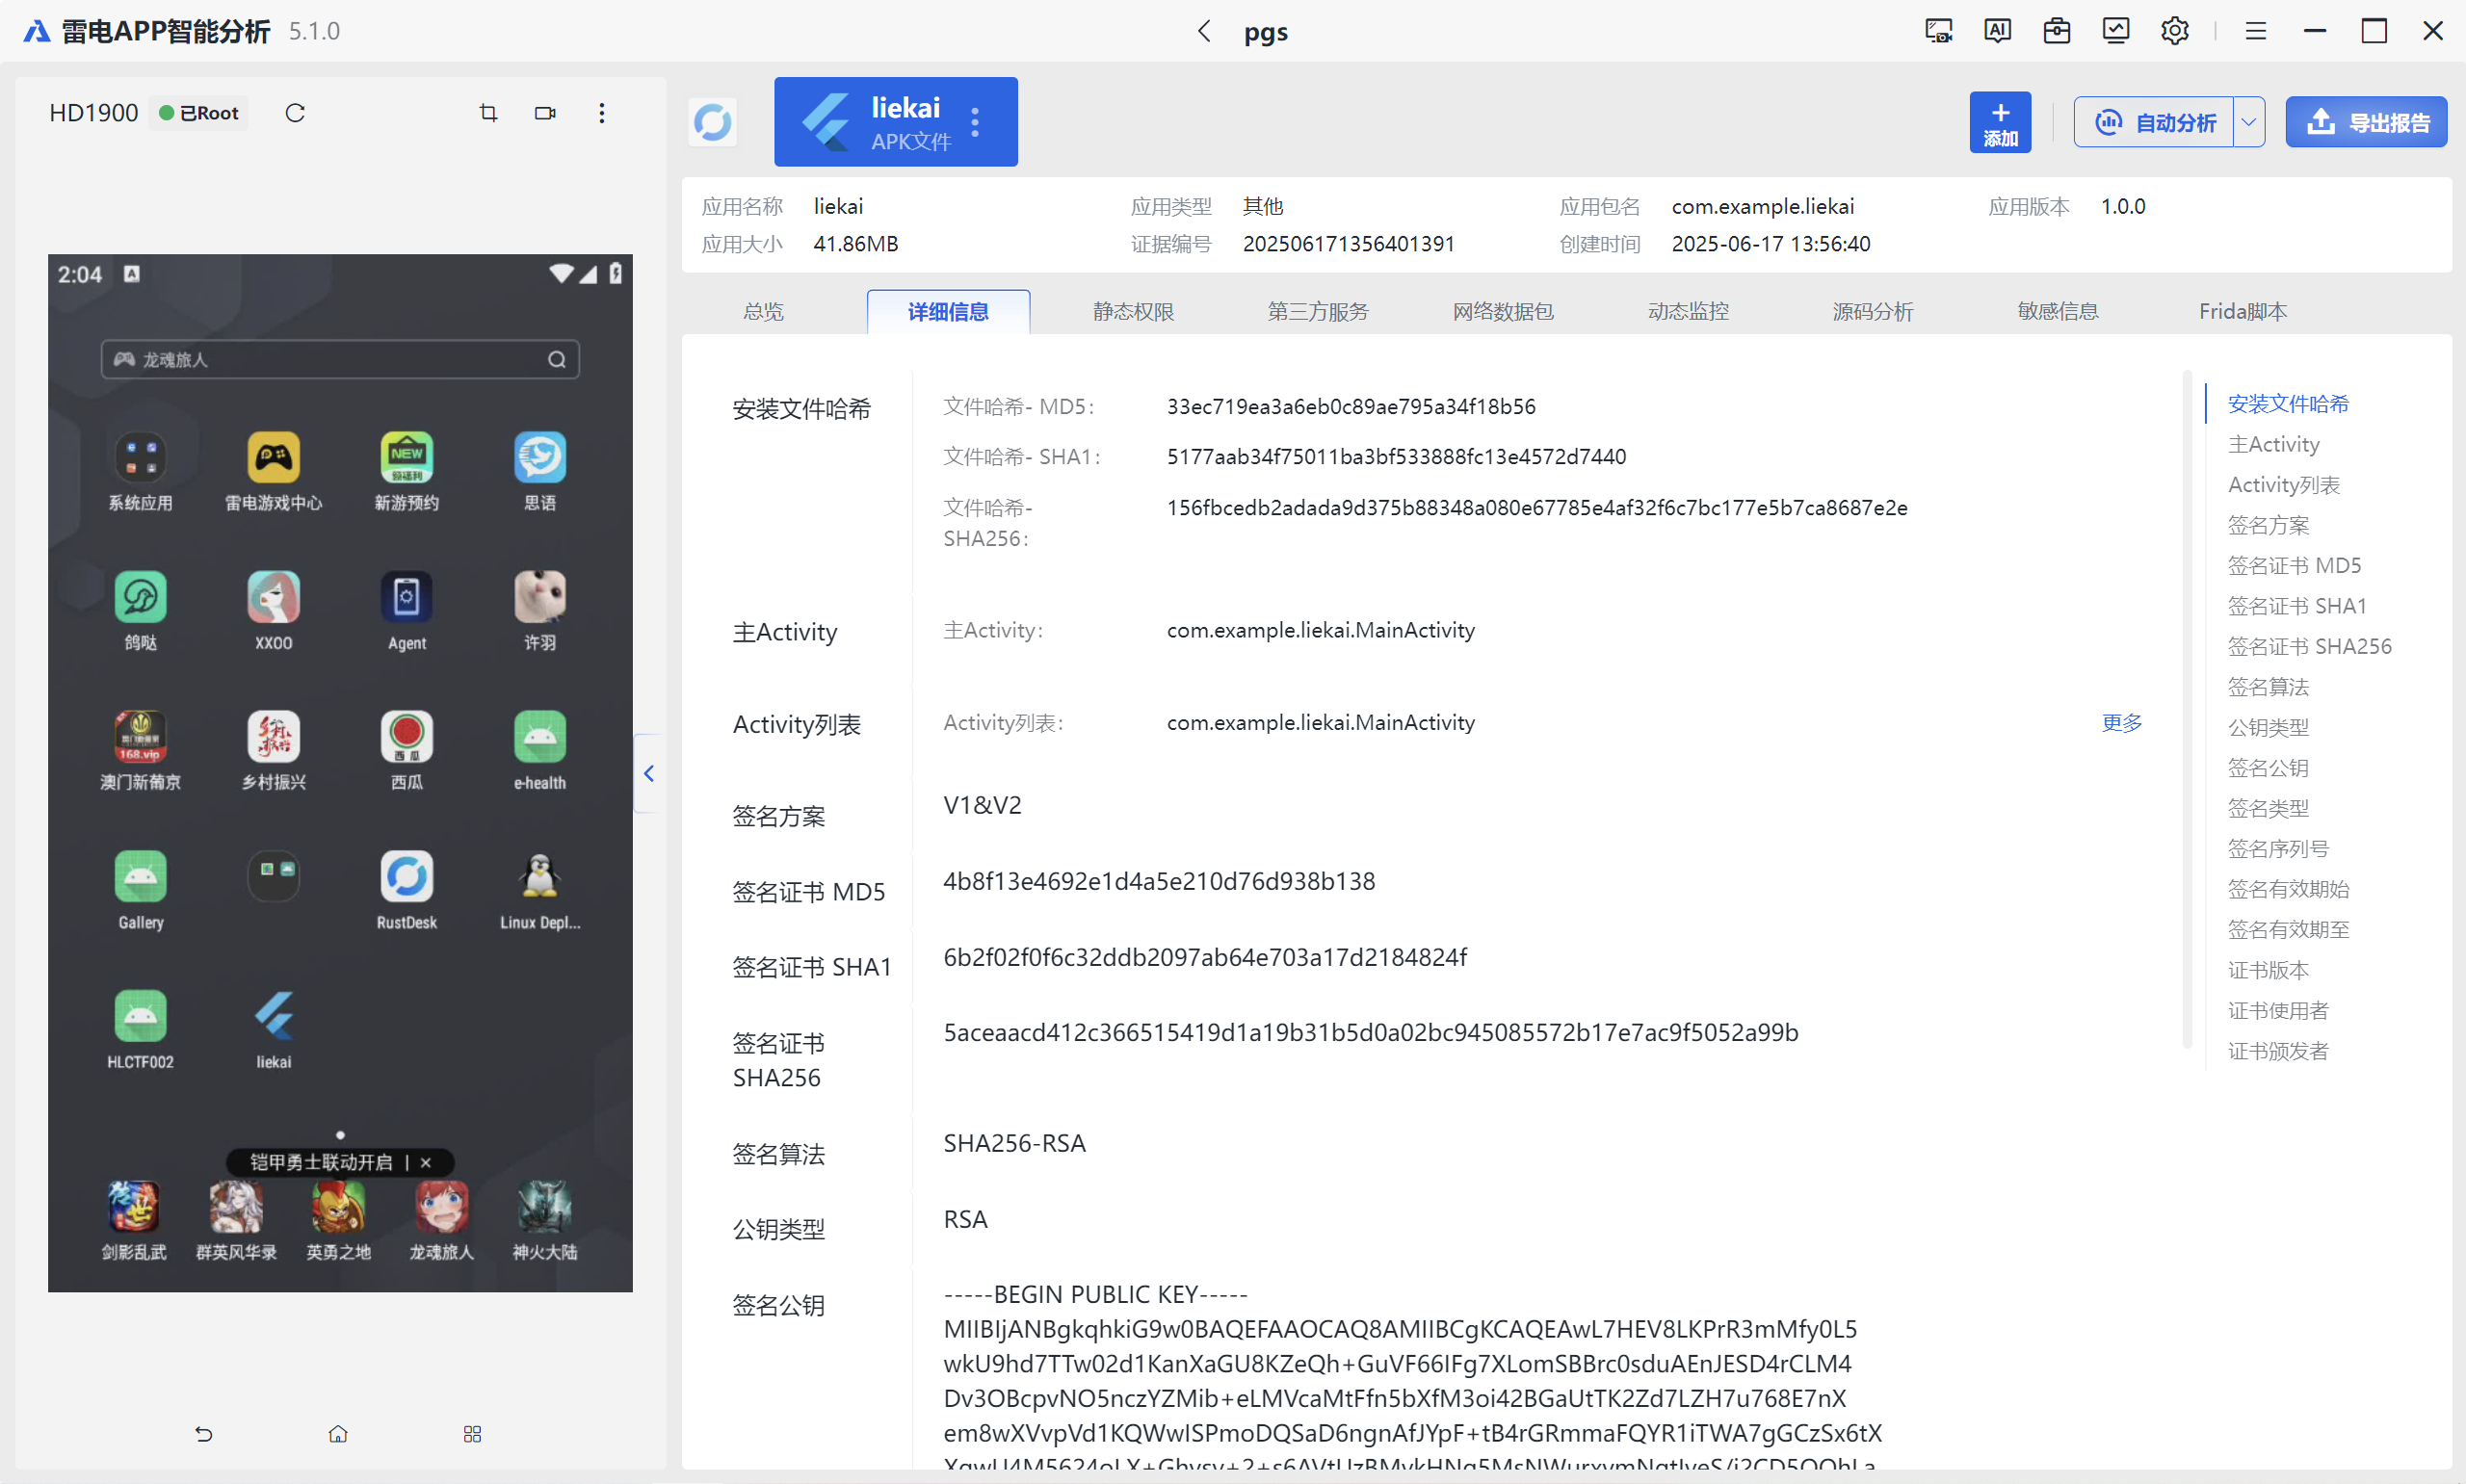 雷电APP智能分析 5.1.0
pgs
HD1900 已Root
2:04
龙魂旅人
系统应用 雷电游戏中心 新游预约 思语
NEW
领福利
鸽哒 XXOO Agent 许羽
168.vip
乡村振兴
西瓜
澳门新葡京 乡村振兴 西瓜 e-health
Gallery RustDesk Linux Depl...
HLCTF002 liekai
铠甲勇士联动开启 | ×
剑影乱武 群英风华录 英勇之地 龙魂旅人 神火大陆
liekai
APK文件
添加
自动分析
导出报告
应用名称 liekai 应用类型 其他 应用包名 com.example.liekai 应用版本 1.0.0
应用大小 41.86MB 证据编号 202506171356401391 创建时间 2025-06-17 13:56:40
总览 详细信息 静态权限 第三方服务 网络数据包 动态监控 源码分析 敏感信息 Frida脚本
安装文件哈希 文件哈希- MD5: 33ec719ea3a6eb0c89ae795a34f18b56
文件哈希- SHA1: 5177aab34f75011ba3bf533888fc13e4572d7440
文件哈希- 156fbcedb2adada9d375b88348a080e67785e4af32f6c7bc177e5b7ca8687e2e
SHA256:
主Activity 主Activity: com.example.liekai.MainActivity
Activity列表 Activity列表: com.example.liekai.MainActivity 更多
签名方案 V1&V2
签名证书 MD5 4b8f13e4692e1d4a5e210d76d938b138
签名证书 SHA1 6b2f02f0f6c32ddb2097ab64e703a17d2184824f
签名证书 5aceaacd412c366515419d1a19b31b5d0a02bc945085572b17e7ac9f5052a99b
SHA256
签名算法 SHA256-RSA
公钥类型 RSA
签名公钥 -----BEGIN PUBLIC KEY-----
MIIBIjANBgkqhkiG9w0BAQEFAAOCAQ8AMIIBCgKCAQEAwL7HEV8LKPrR3mMfy0L5
wkU9hd7TTw02d1KanXaGU8KZeQh+GuVF66IFg7XLomSBBrc0sduAEnJESD4rCLM4
Dv3OBcpvNO5nczYZMib+eLMVcaMtFfn5bXfM3oi42BGaUtTK2Zd7LZH7u768E7nX
em8wXVvpVd1KQWwISPmoDQSaD6ngnAfJYpF+tB4rGRmmaFQYR1iTWA7gGCzSx6tX
安装文件哈希
主Activity
Activity列表
签名方案
签名证书 MD5
签名证书 SHA1
签名证书 SHA256
签名算法
公钥类型
签名公钥
签名类型
签名序列号
签名有效期始
签名有效期至
证书版本
证书使用者
证书颁发者